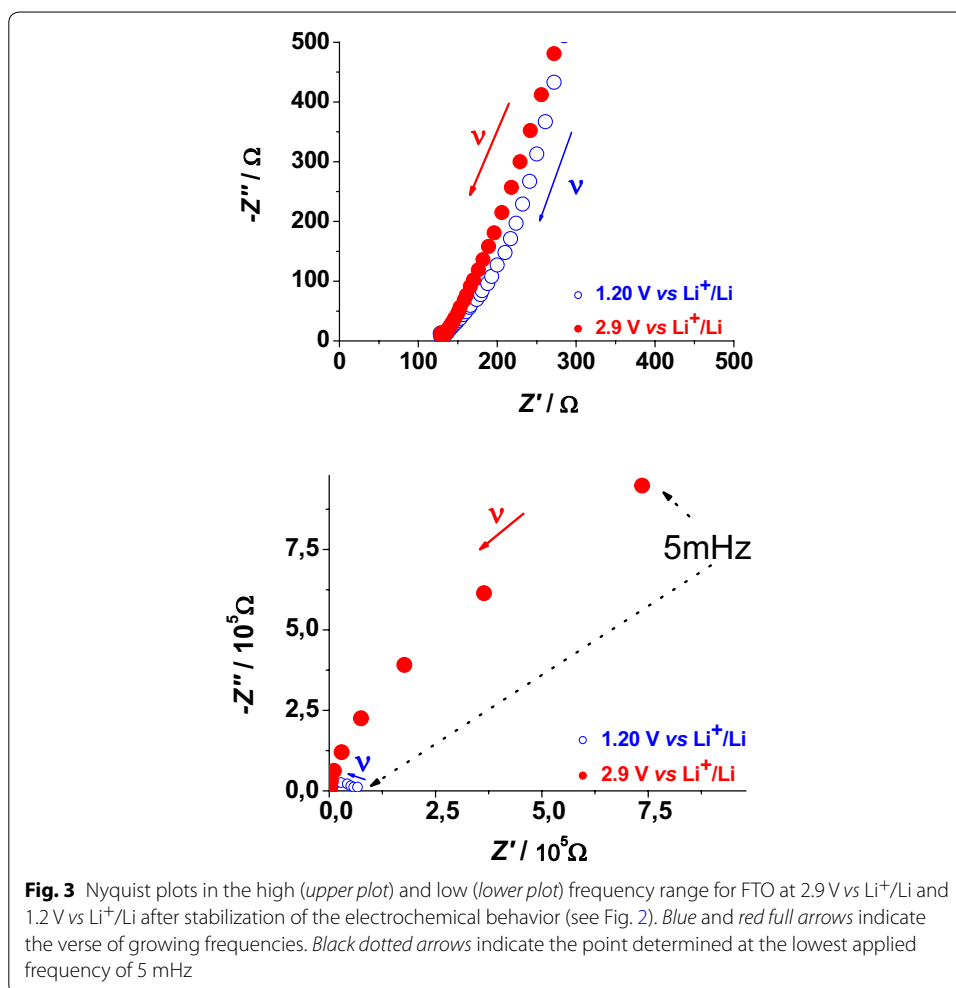 500
400
-Z'' / Ω
300
200
100
0
ν
ν
1.20 V vs Li⁺/Li
2.9 V vs Li⁺/Li
0 100 200 300 400 500
Z' / Ω
7,5
-Z'' / 10⁵Ω
5,0
2,5
0,0
ν
5mHz
ν
1.20 V vs Li⁺/Li
2.9 V vs Li⁺/Li
0,0 2,5 5,0 7,5
Z' / 10⁵Ω
Fig. 3 Nyquist plots in the high (upper plot) and low (lower plot) frequency range for FTO at 2.9 V vs Li⁺/Li and
1.2 V vs Li⁺/Li after stabilization of the electrochemical behavior (see Fig. 2). Blue and red full arrows indicate
the verse of growing frequencies. Black dotted arrows indicate the point determined at the lowest applied
frequency of 5 mHz